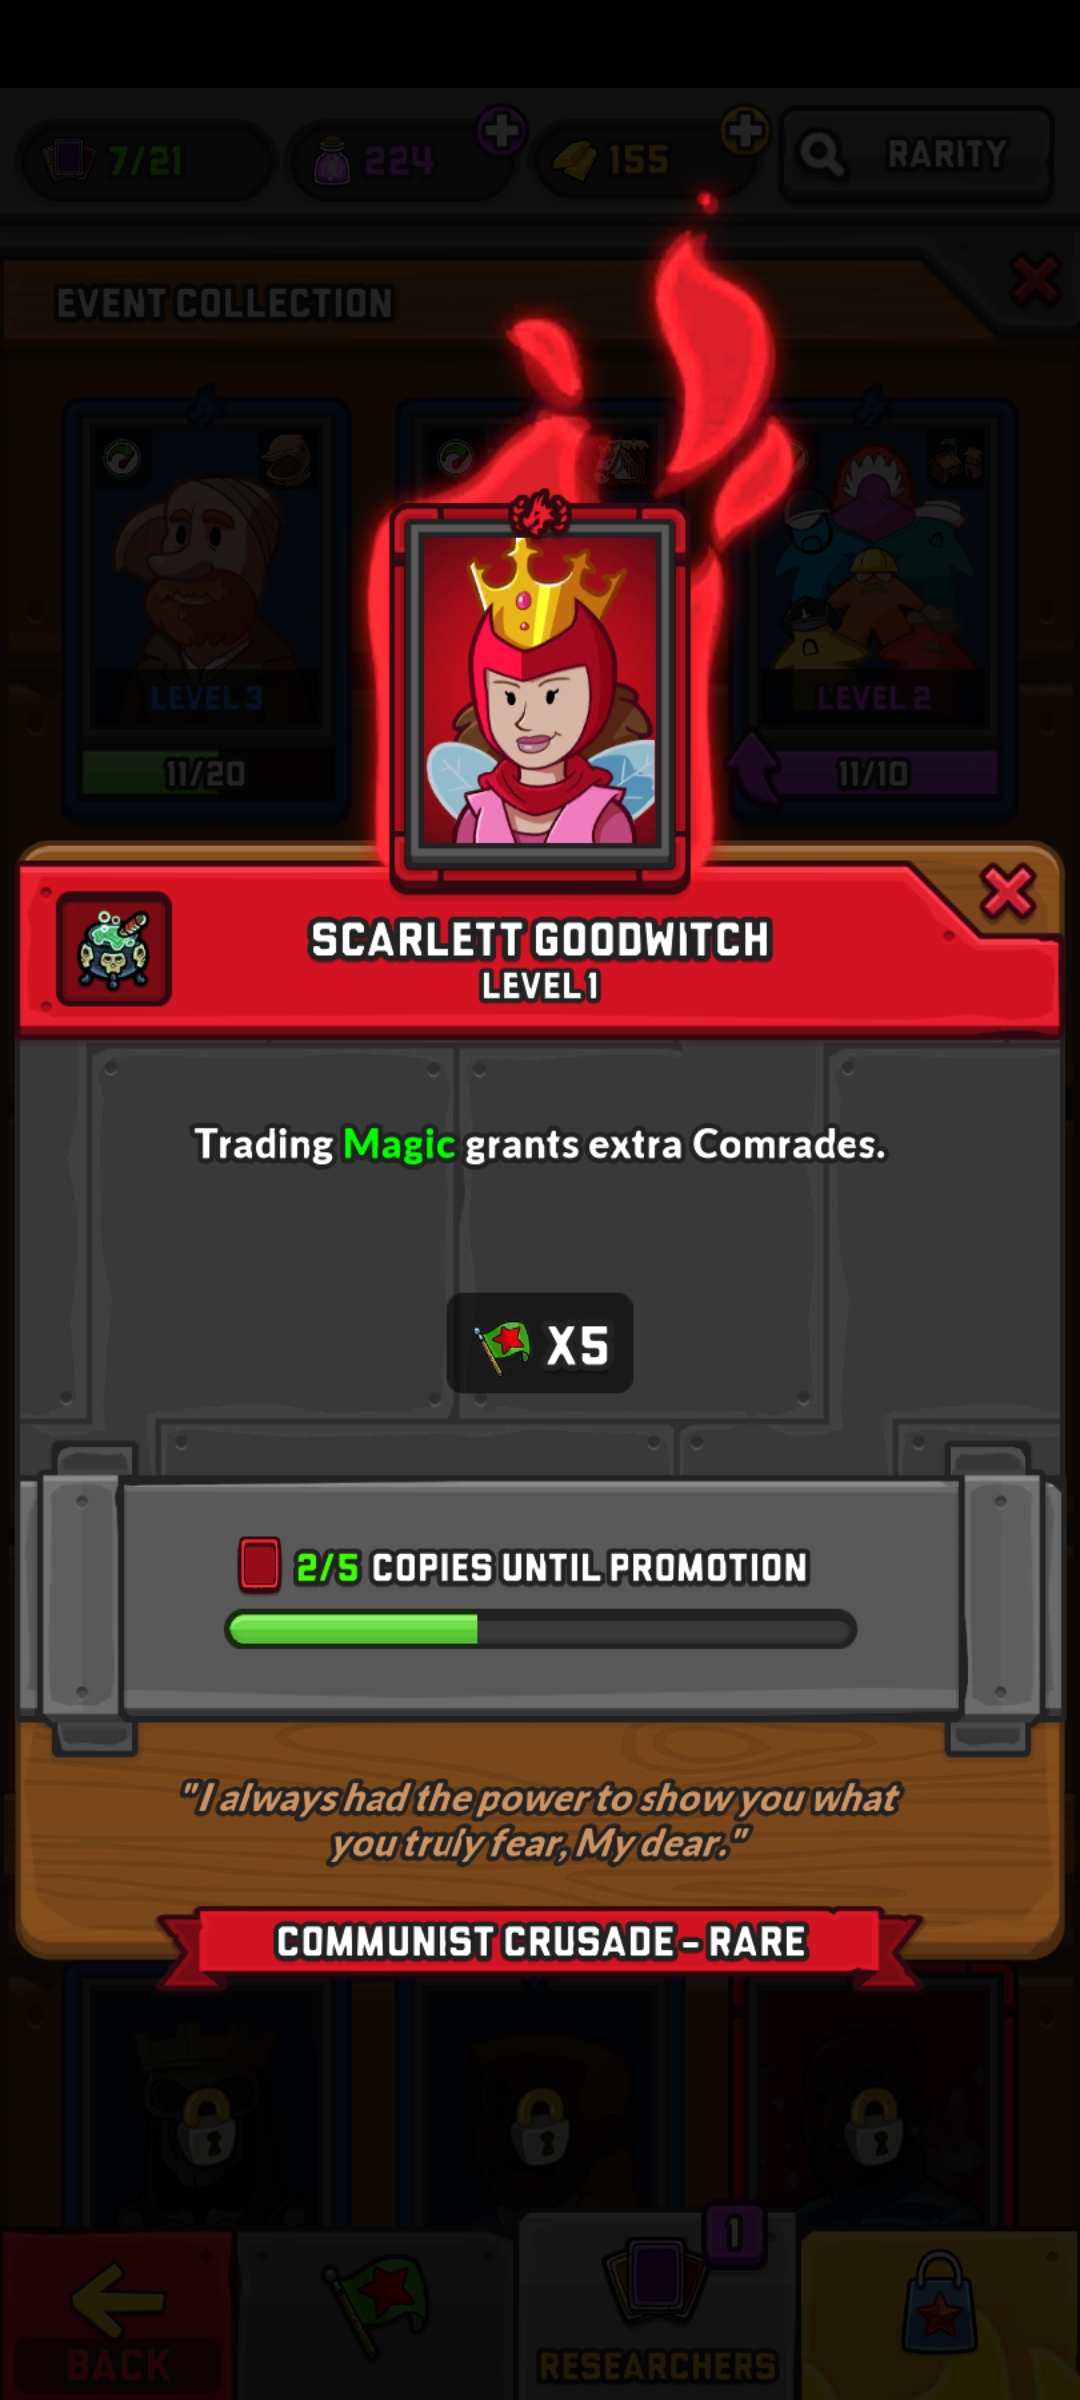 7/21
224
155
RARITY
EVENT COLLECTION
LEVEL 3
11/20
LEVEL 2
11/10
SCARLETT GOODWITCH
LEVEL 1
Trading Magic grants extra Comrades.
X5
2/5 COPIES UNTIL PROMOTION
"I always had the power to show you what
you truly fear, My dear."
COMMUNIST CRUSADE - RARE
1
BACK
RESEARCHERS